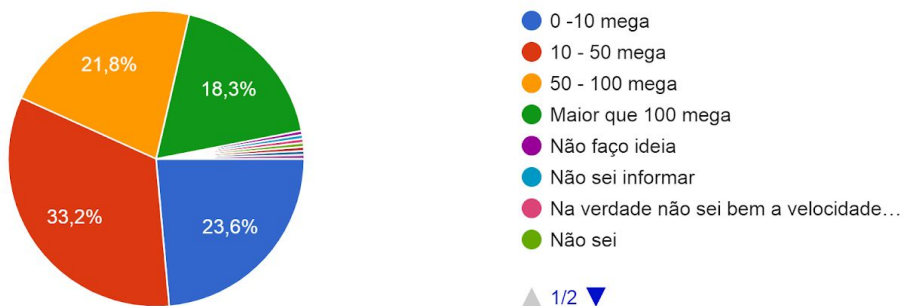 21,8%
18,3%
33,2%
23,6%
0 -10 mega
10 - 50 mega
50 - 100 mega
Maior que 100 mega
Não faço ideia
Não sei informar
Na verdade não sei bem a velocidade…
Não sei
1/2